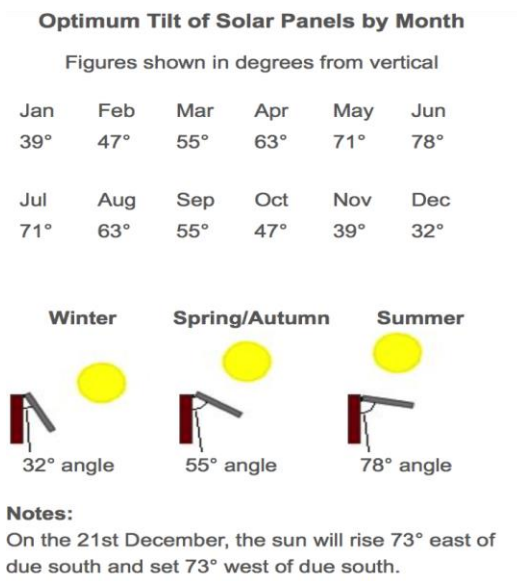 Optimum Tilt of Solar Panels by Month
Figures shown in degrees from vertical
Jan Feb Mar Apr May Jun
39° 47° 55° 63° 71° 78°
Jul Aug Sep Oct Nov Dec
71° 63° 55° 47° 39° 32°
Winter Spring/Autumn Summer
32° angle 55° angle 78° angle
Notes:
On the 21st December, the sun will rise 73° east of
due south and set 73° west of due south.